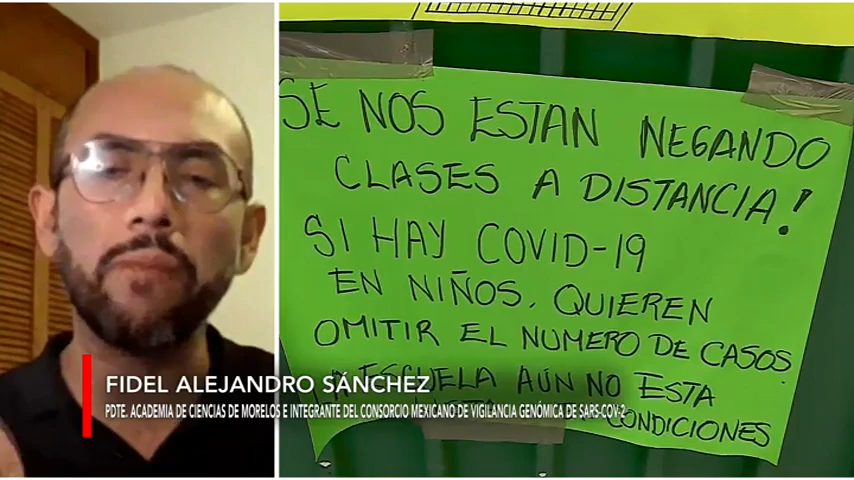 SE NOS ESTAN NEGANDO
CLASES A DISTANCIA!
SI HAY COVID-19
EN NIÑOS. QUIEREN
OMITIR EL NUMERO DE CASOS.
LA ESCUELA AÚN NO ESTA
CONDICIONES
FIDEL ALEJANDRO SÁNCHEZ
PDTE. ACADEMIA DE CIENCIAS DE MORELOS E INTEGRANTE DEL CONSORCIO MEXICANO DE VIGILANCIA GENÓMICA DE SARS-COV-2